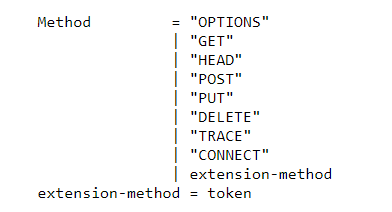 Method         = "OPTIONS"
               | "GET"
               | "HEAD"
               | "POST"
               | "PUT"
               | "DELETE"
               | "TRACE"
               | "CONNECT"
               | extension-method
extension-method = token